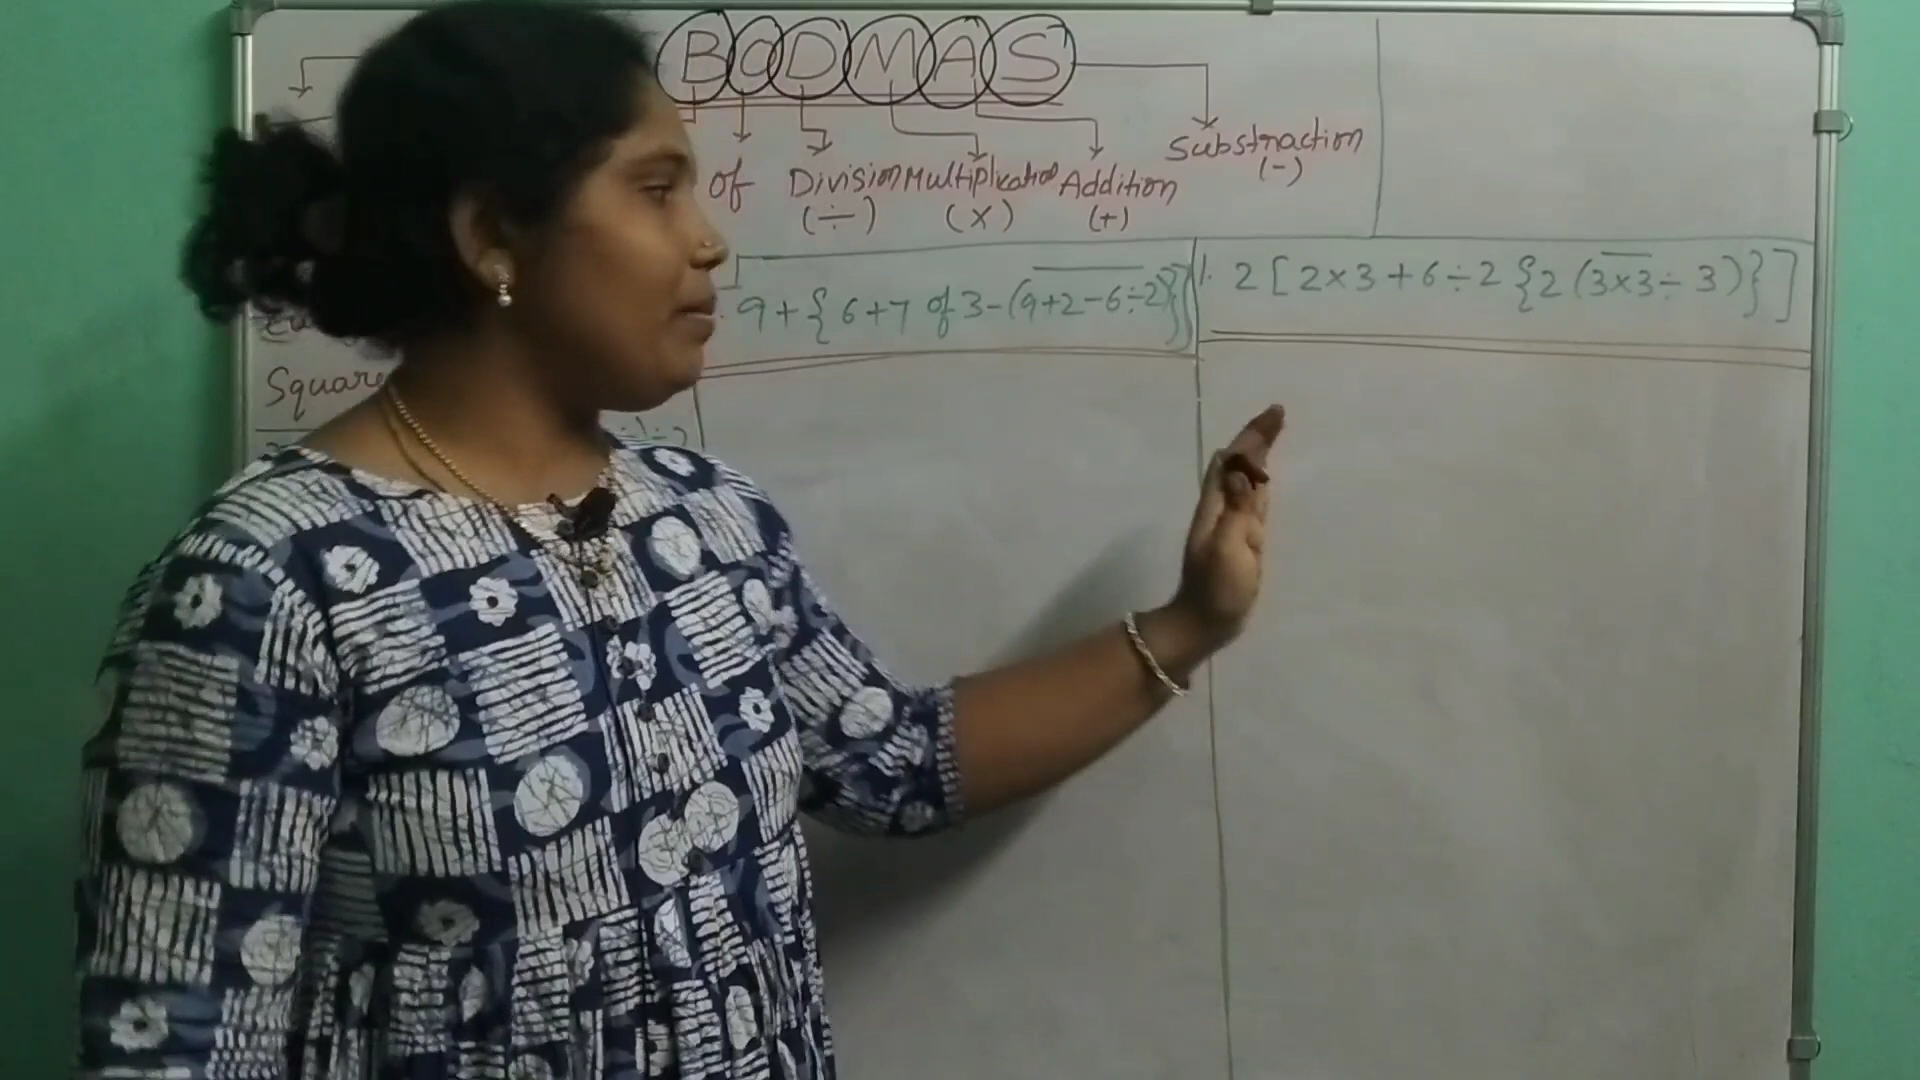 BODMAS
of Division Multiplication Addition Substraction
(÷) (×) (+) (-)
9+{6+7 of 3-(9+2-6÷2)}
1. 2[2×3+6÷2{2(3×3÷3)}]
Square